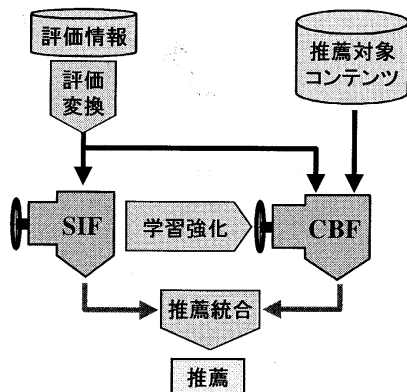 評価情報
評価
変換
推薦対象
コンテンツ
SIF
学習強化
CBF
推薦統合
推薦